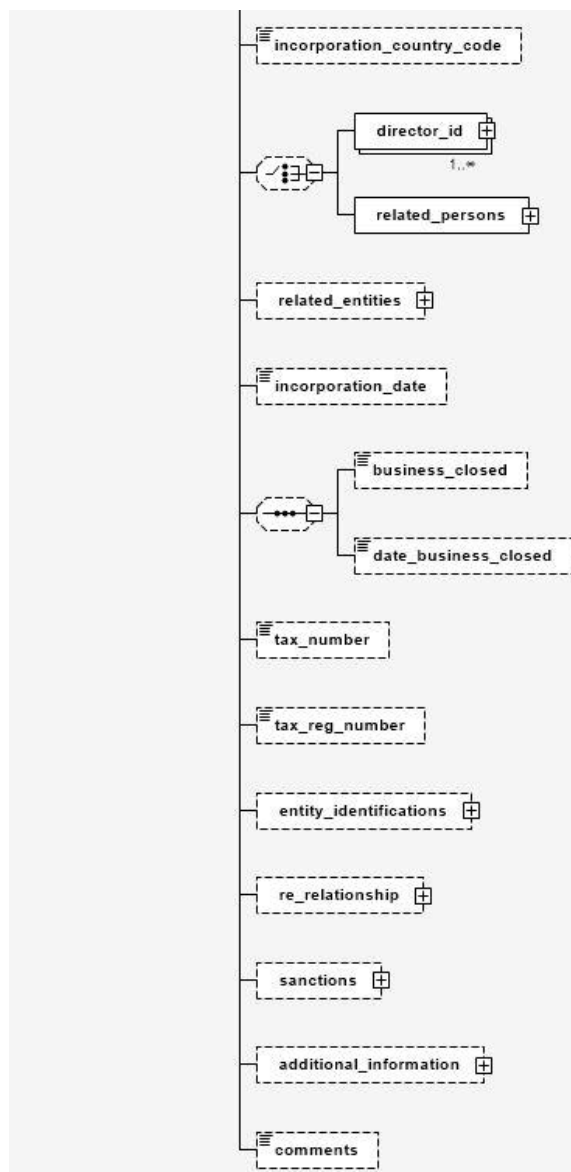 incorporation_country_code
director_id
1..∞
related_persons
related_entities
incorporation_date
business_closed
date_business_closed
tax_number
tax_reg_number
entity_identifications
re_relationship
sanctions
additional_information
comments